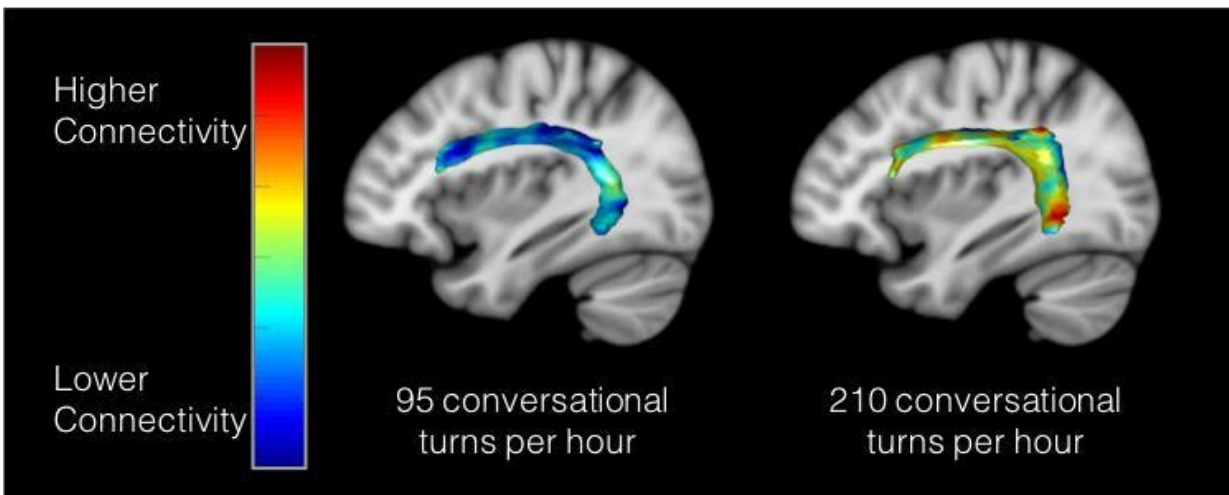 Higher
Connectivity
Lower
Connectivity
95 conversational
turns per hour
210 conversational
turns per hour